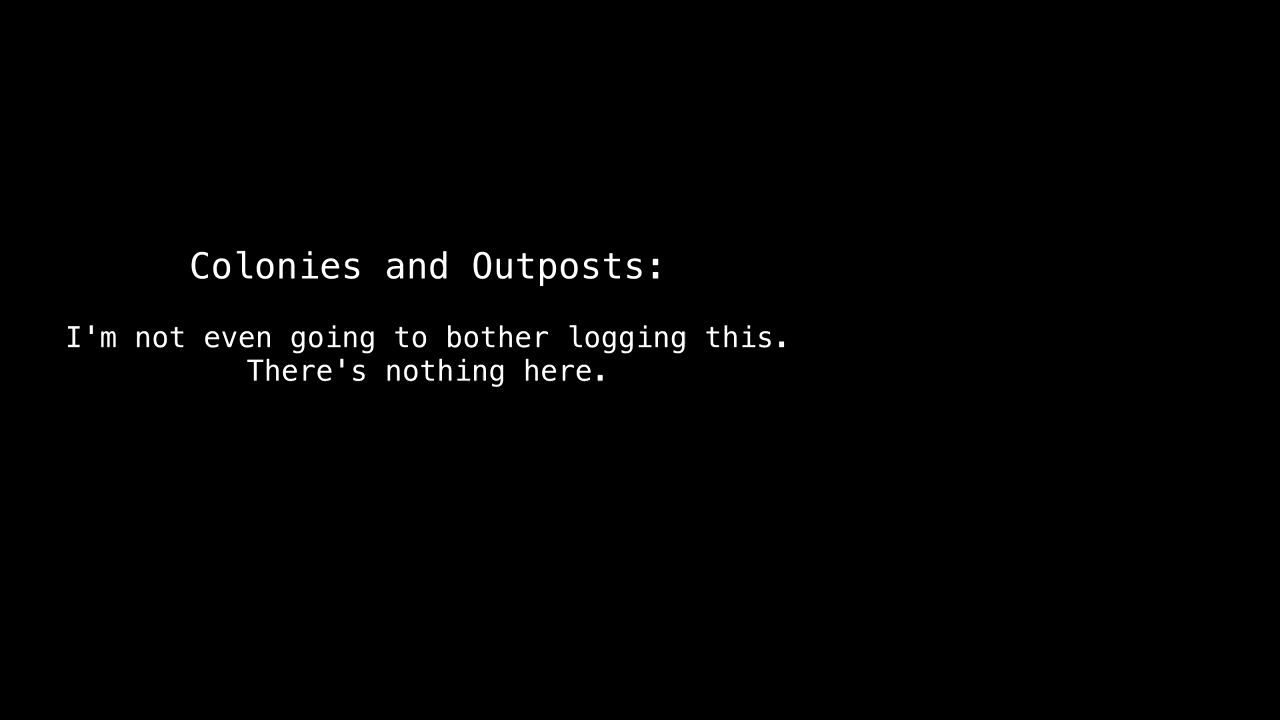 Colonies and Outposts:
I'm not even going to bother logging this.
There's nothing here.